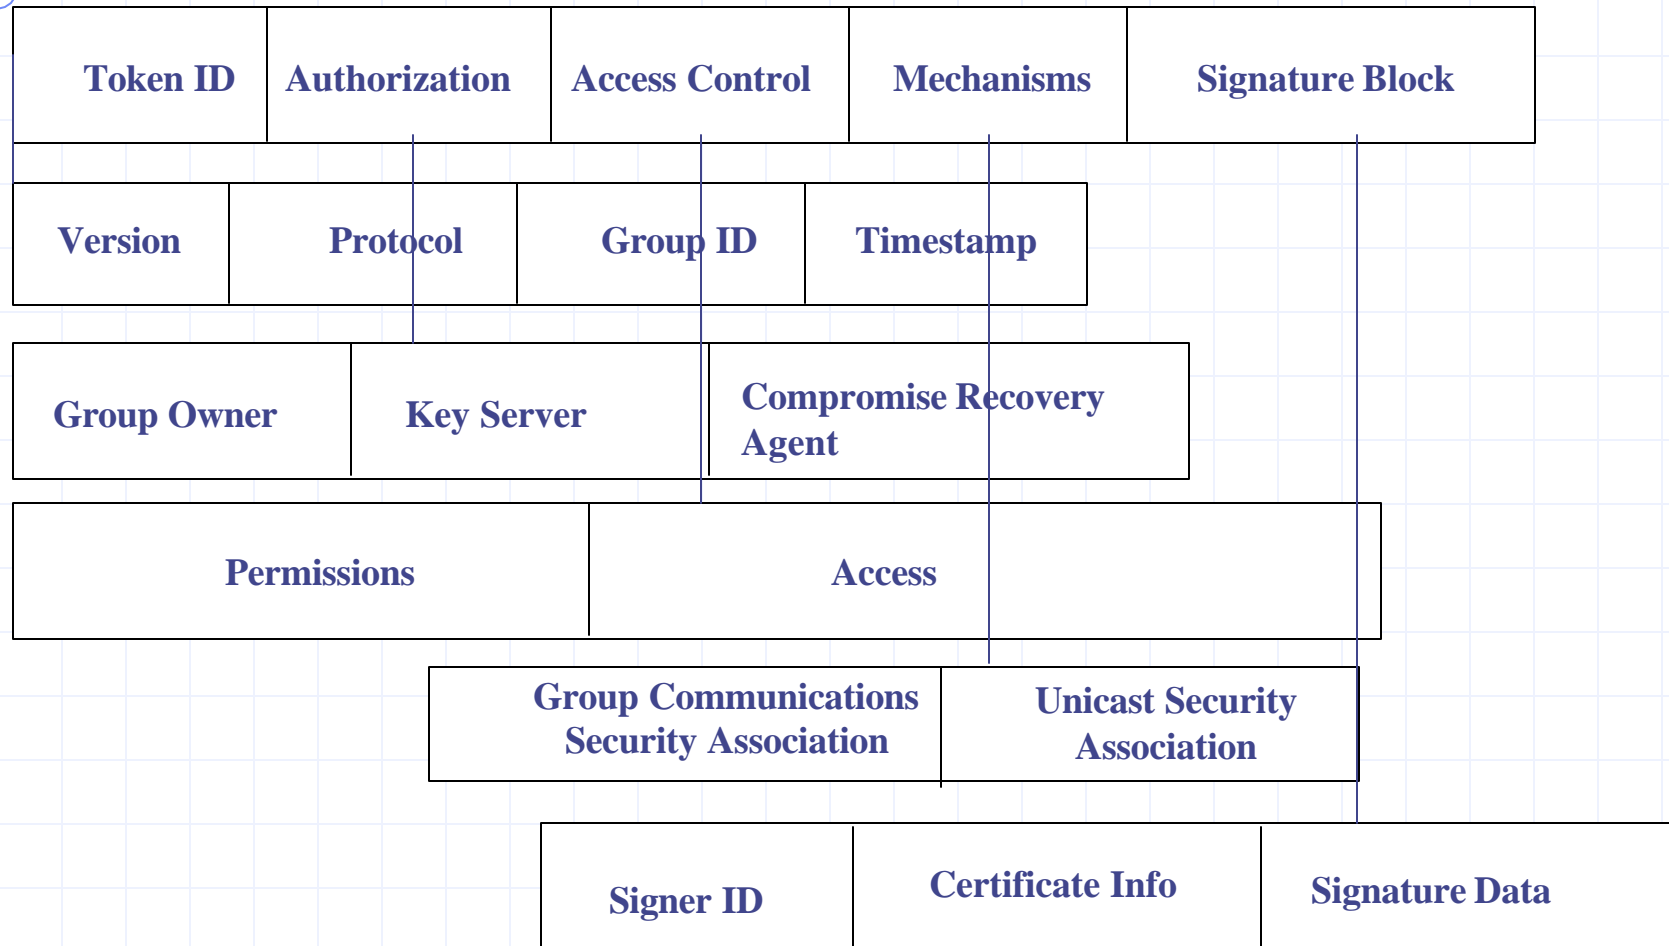 Token ID Authorization Access Control Mechanisms Signature Block
Version Protocol Group ID Timestamp
Group Owner Key Server Compromise Recovery
Agent
Permissions Access
Group Communications
Security Association
Unicast Security
Association
Signer ID Certificate Info Signature Data